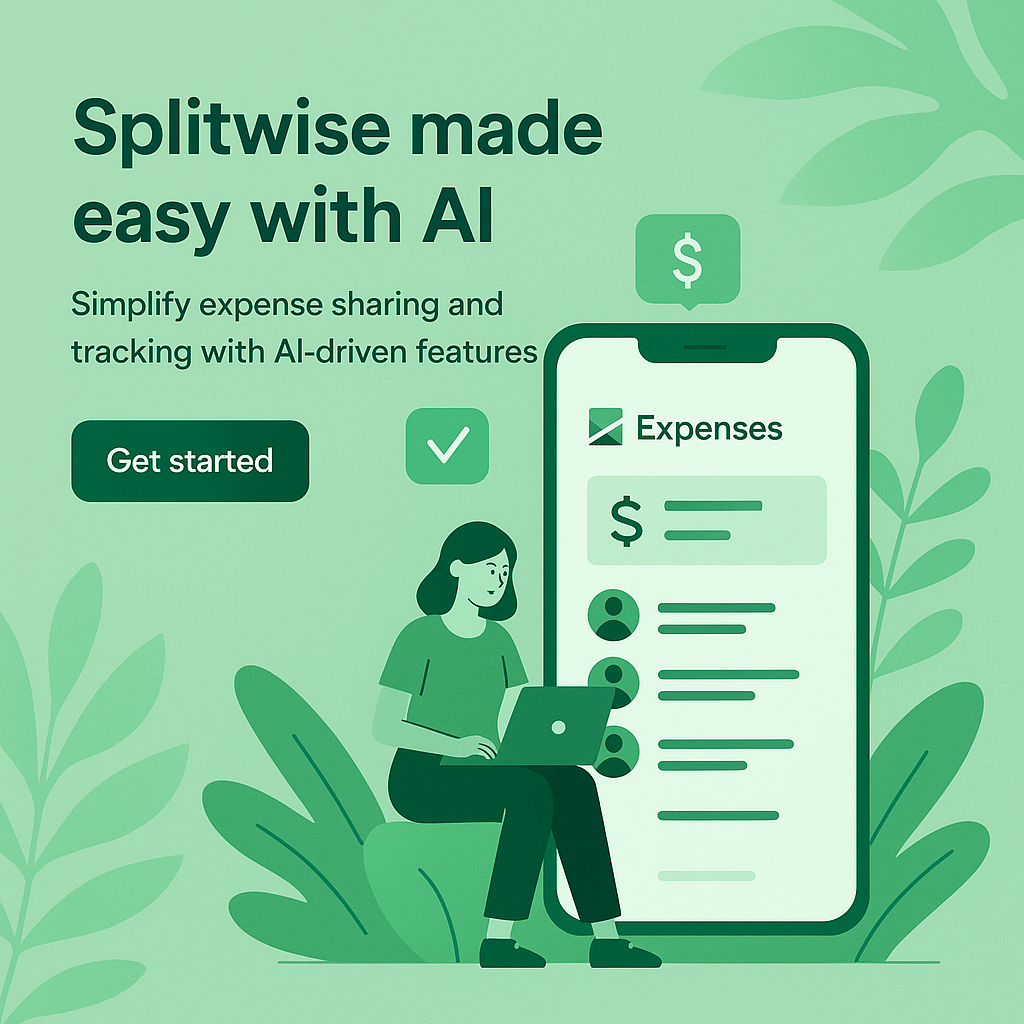 Splitwise made
easy with AI
Simplify expense sharing and
tracking with AI-driven features
Get started
$
Expenses
$